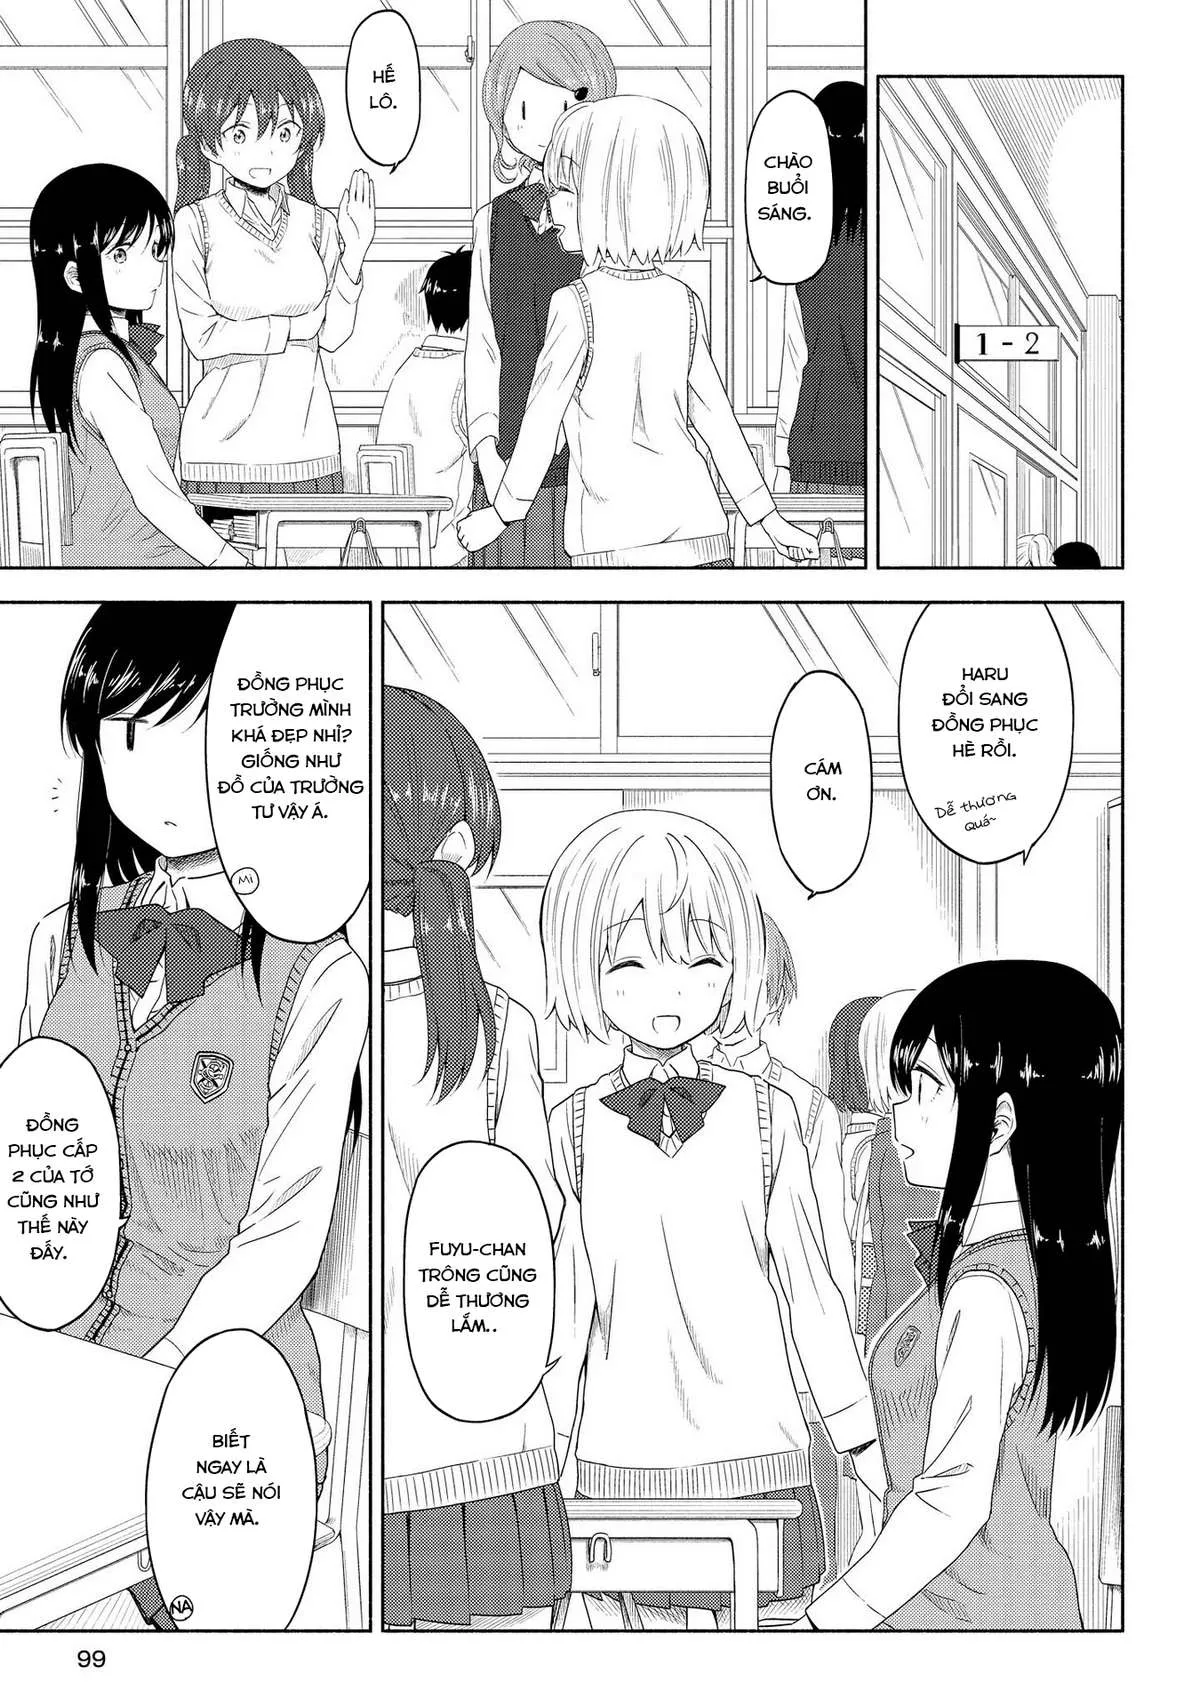 1-2
CHÀO
BUỔI
SÁNG.
HẾ
LÔ.
HARU
ĐỔI SANG
ĐỒNG PHỤC
HÈ RỒI.
Dễ thương
quá~
CÁM
ƠN.
FUYU-CHAN
TRÔNG CŨNG
DỄ THƯƠNG
LẮM..
ĐỒNG PHỤC
TRƯỜNG MÌNH
KHÁ ĐẸP NHỈ?
GIỐNG NHƯ
ĐỒ CỦA TRƯỜNG
TƯ VẬY Á.
MI
ĐỒNG
PHỤC CẤP
2 CỦA TỚ
CŨNG NHƯ
THẾ NÀY
ĐẤY.
BIẾT
NGAY LÀ
CẬU SẼ NÓI
VẬY MÀ.
NA
99